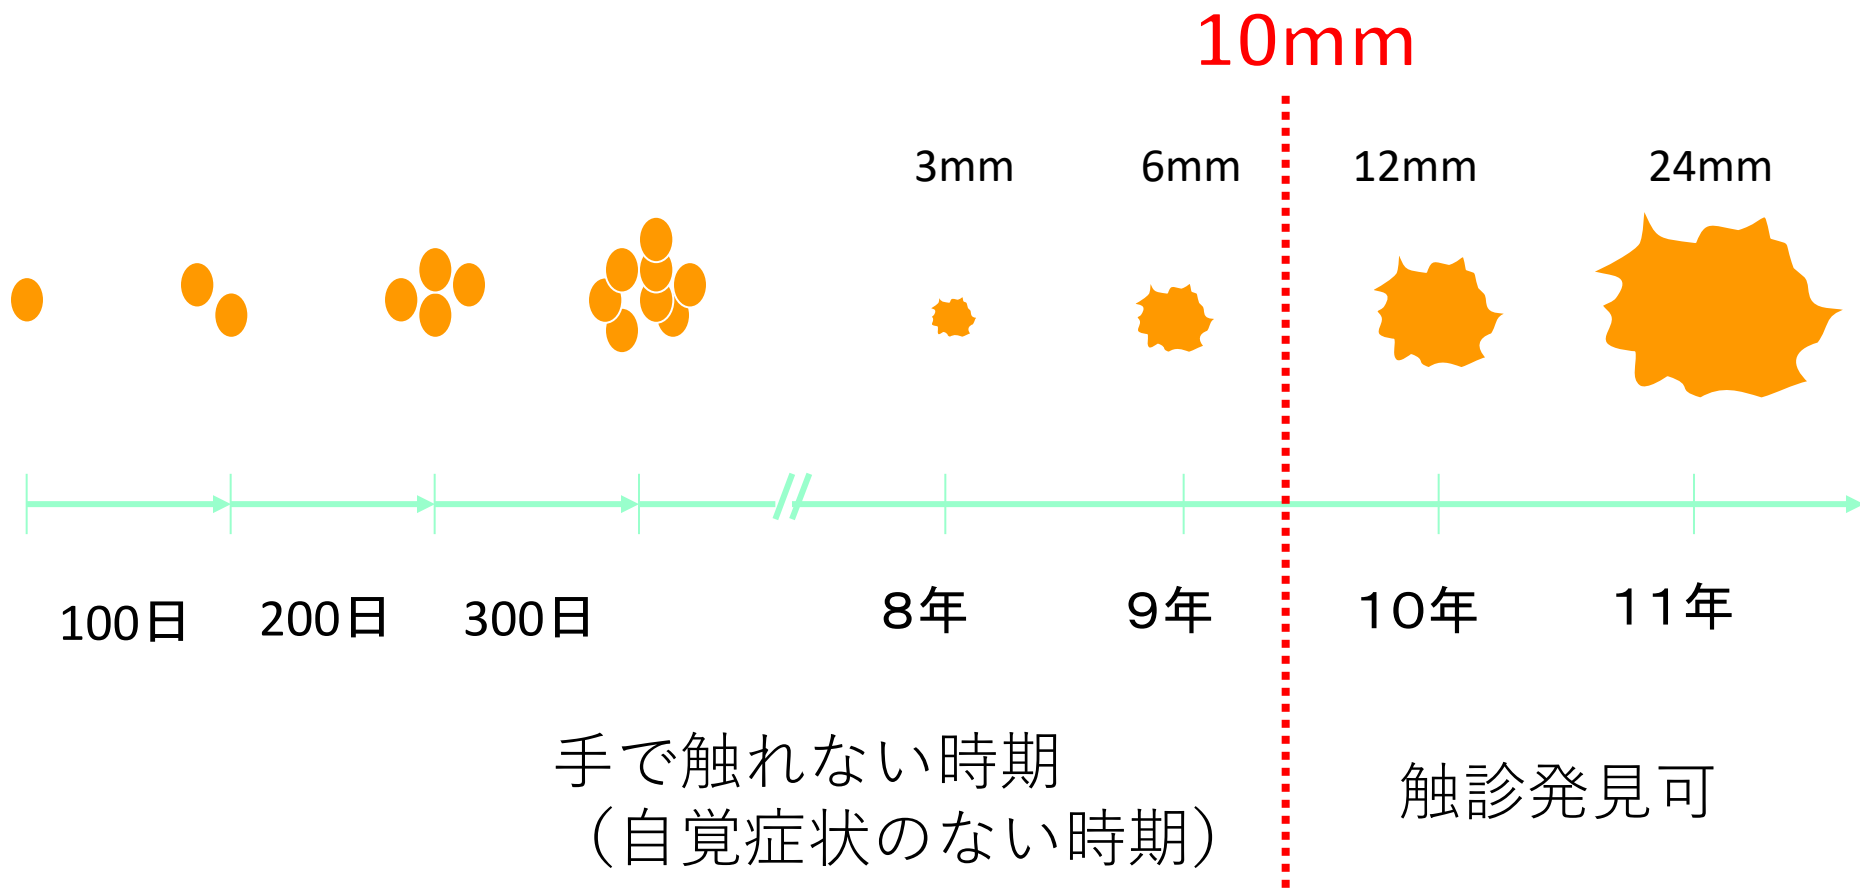 10mm
3mm
6mm
12mm
24mm
100日
200日
300日
８年
９年
１０年
１１年
手で触れない時期
（自覚症状のない時期）
触診発見可